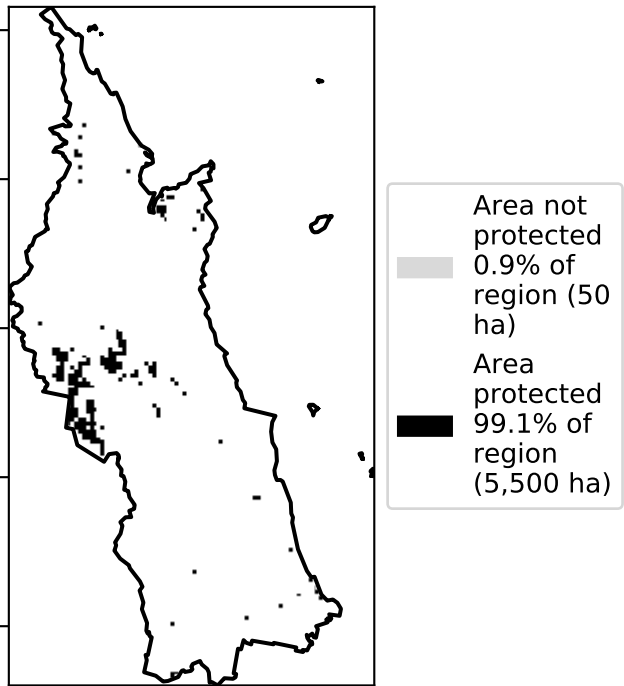 Area not
protected
0.9% of
region (50
ha)
Area
protected
99.1% of
region
(5,500 ha)